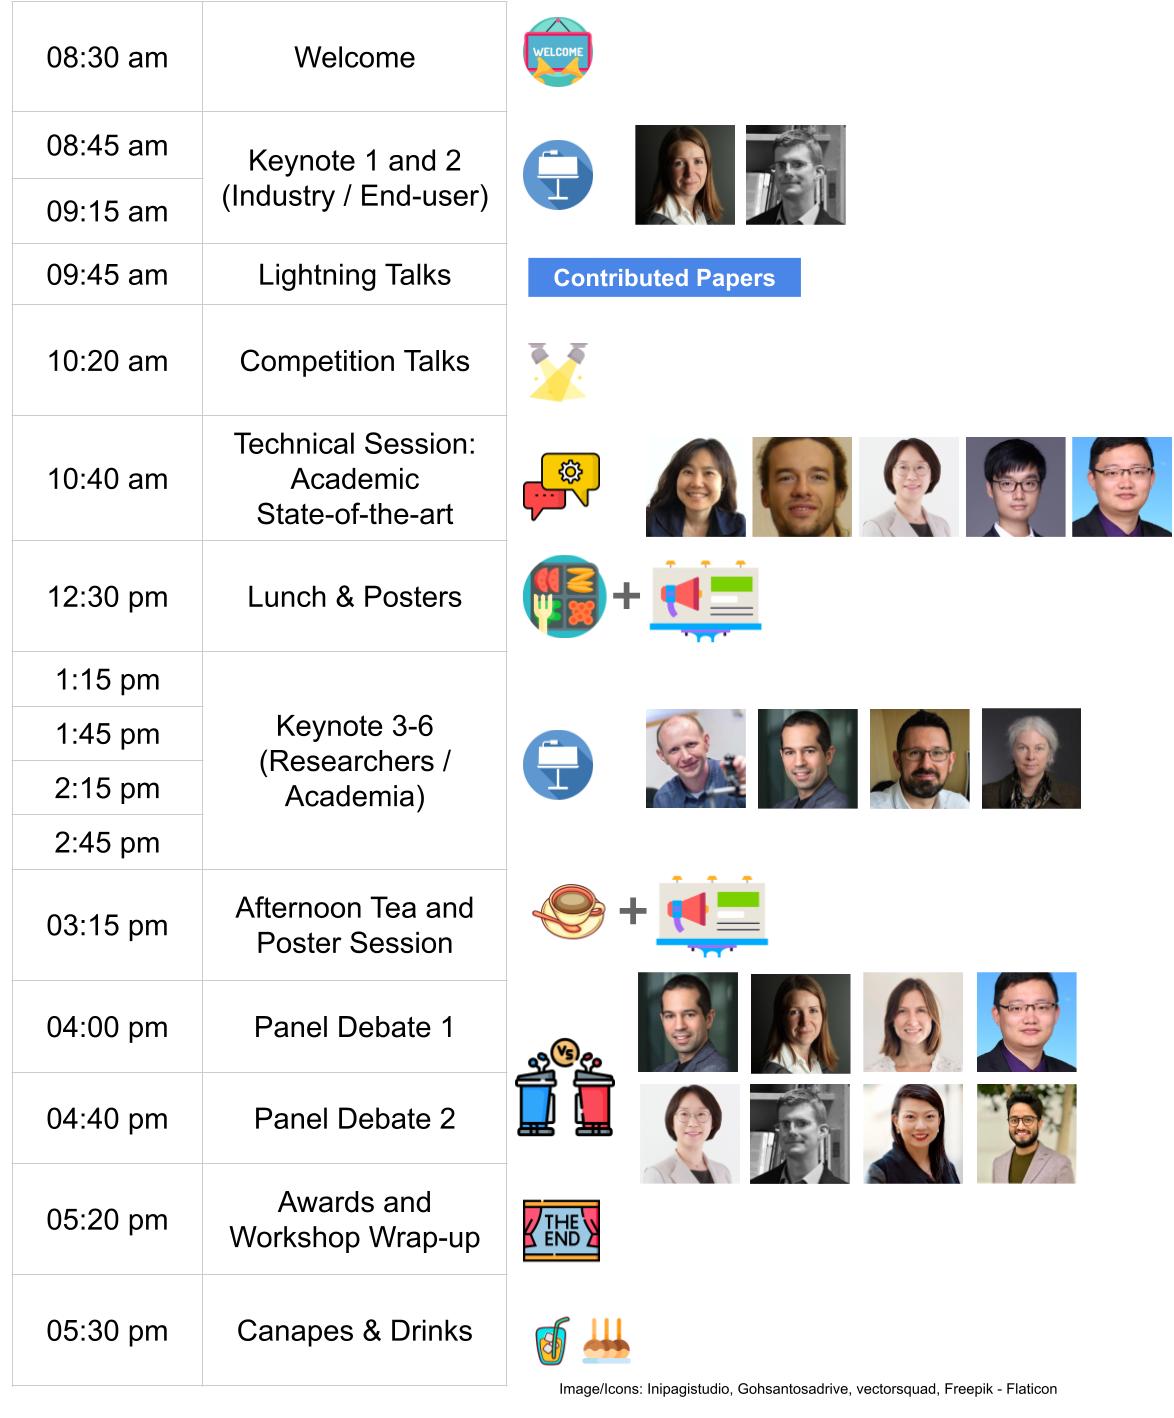 08:30 am
Welcome
WELCOME
08:45 am
09:15 am
Keynote 1 and 2
(Industry / End-user)
09:45 am
Lightning Talks
Contributed Papers
10:20 am
Competition Talks
10:40 am
Technical Session:
Academic
State-of-the-art
12:30 pm
Lunch & Posters
+
1:15 pm
1:45 pm
2:15 pm
2:45 pm
Keynote 3-6
(Researchers /
Academia)
03:15 pm
Afternoon Tea and
Poster Session
+
04:00 pm
Panel Debate 1
VS
04:40 pm
Panel Debate 2
05:20 pm
Awards and
Workshop Wrap-up
THE
END
05:30 pm
Canapes & Drinks
Image/Icons: Inipagistudio, Gohsantosadrive, vectorsquad, Freepik - Flaticon